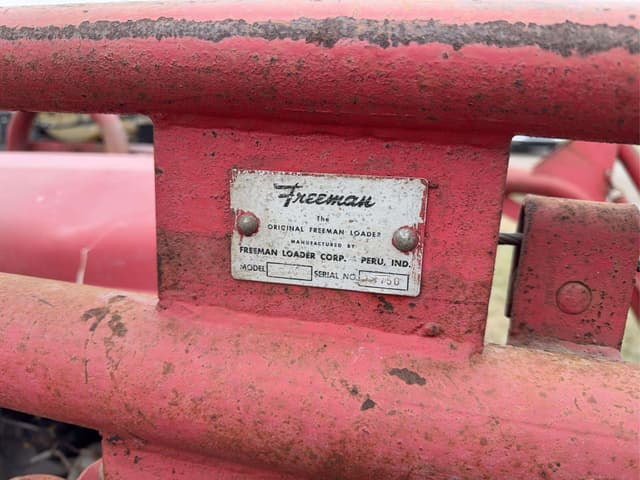 Freeman
The
ORIGINAL FREEMAN LOADER
MANUFACTURED BY
FREEMAN LOADER CORP. PERU, IND.
MODEL SERIAL NO.